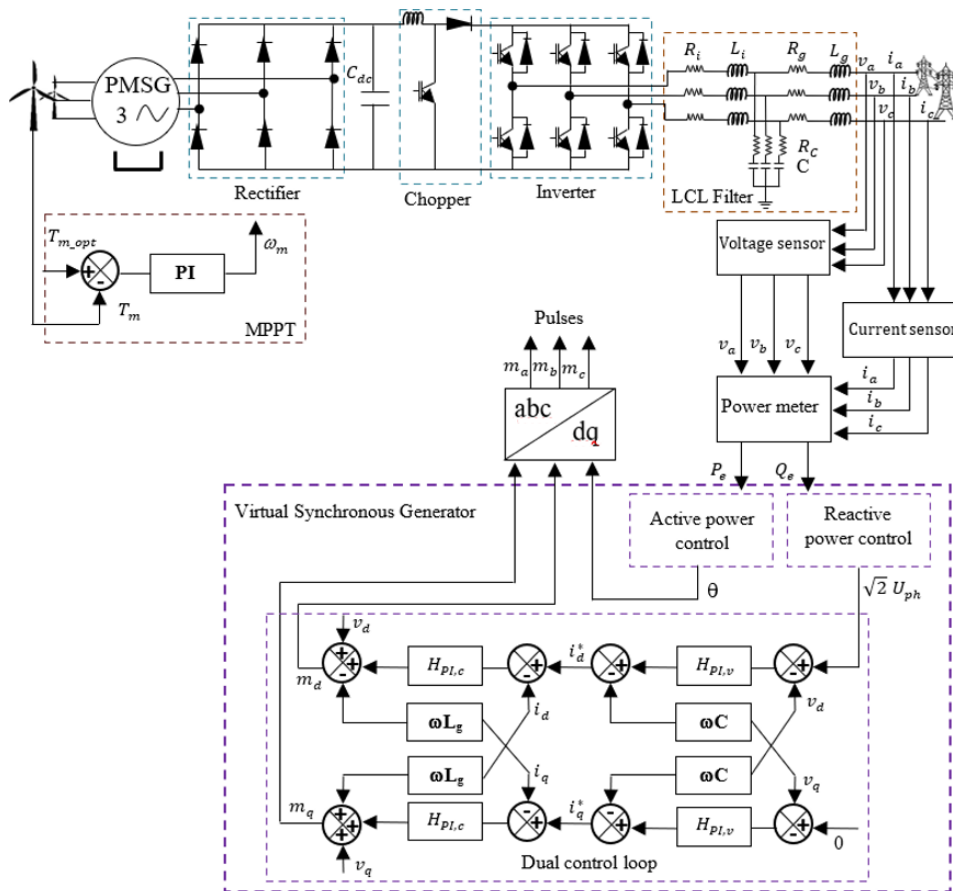 PMSG
3
C_dc
Rectifier
Chopper
Inverter
R_i L_i R_g L_g
v_a i_a
v_b i_b
v_c i_c
R_C
C
LCL Filter
T_m_opt
+
-
PI
ω_m
T_m
MPPT
Voltage sensor
Current sensor
v_a v_b v_c
i_a
i_b
i_c
Power meter
P_e Q_e
Pulses
m_a m_b m_c
abc
dq
Virtual Synchronous Generator
Active power
control
Reactive
power control
θ
√2 U_ph
v_d
m_d
+
+
-
H_PI,c
-
+
i_d^*
-
+
H_PI,v
-
+
v_d
i_d
ωL_g
ωC
ωL_g
ωC
i_q
v_q
m_q
+
+
+
+
H_PI,c
-
-
i_q^*
-
-
H_PI,v
-
-
0
v_q
Dual control loop